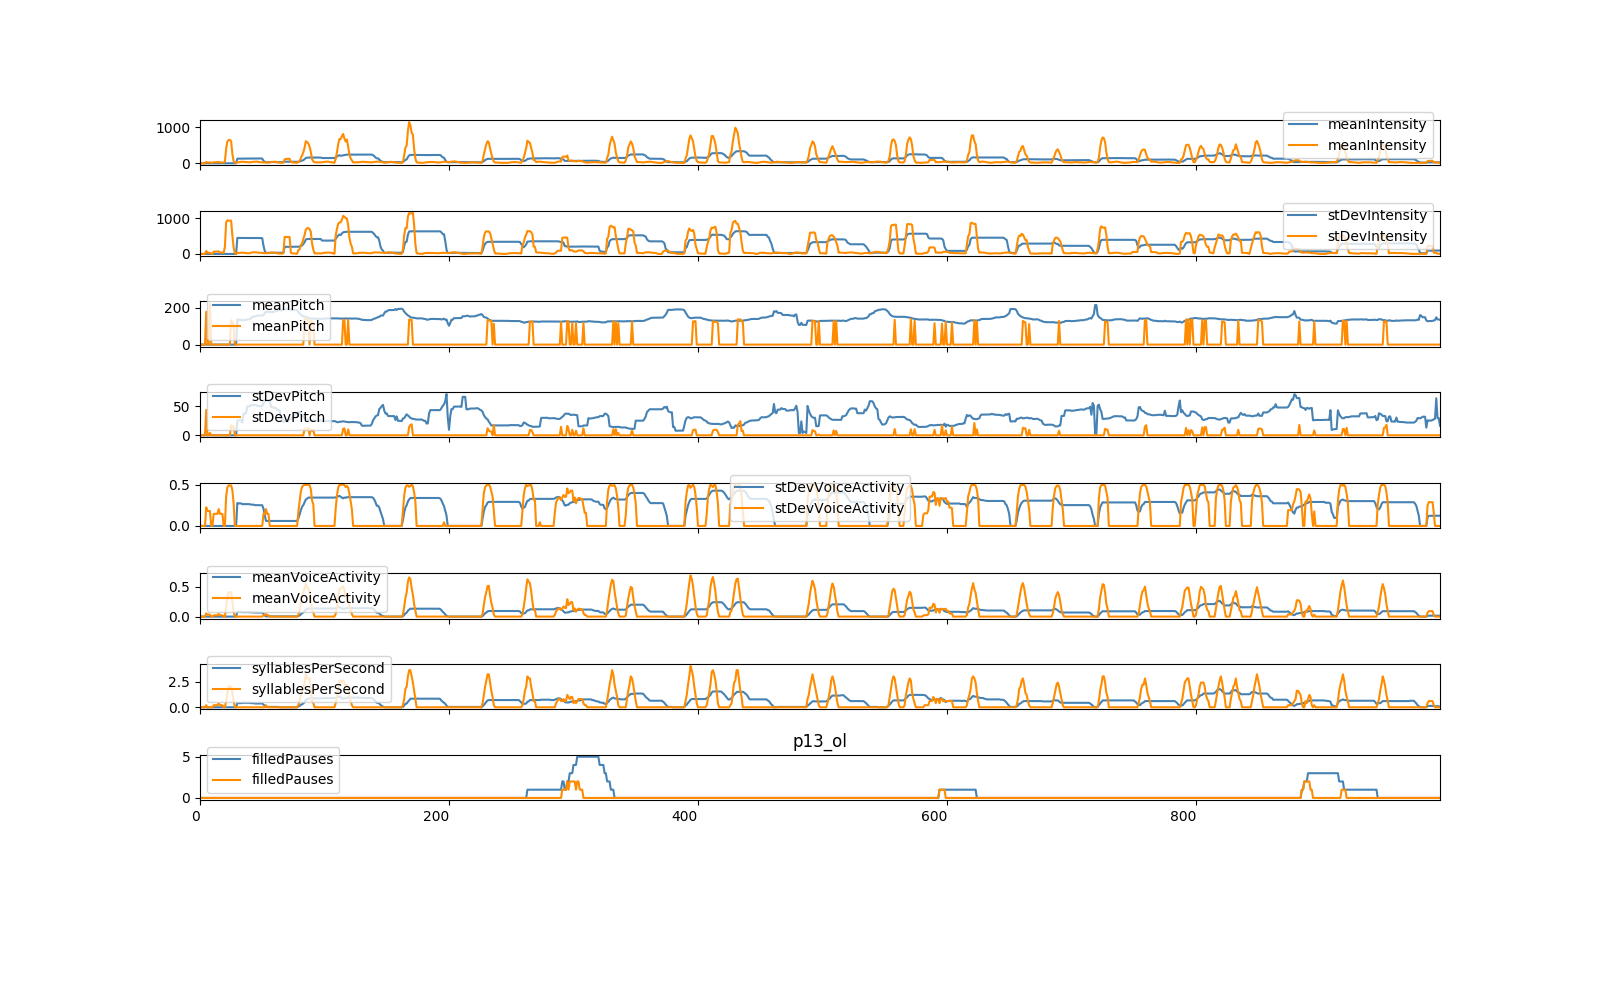 1000
0
meanIntensity
meanIntensity
1000
0
stDevIntensity
stDevIntensity
200
0
meanPitch
meanPitch
50
0
stDevPitch
stDevPitch
0.5
0.0
stDevVoiceActivity
stDevVoiceActivity
0.5
0.0
meanVoiceActivity
meanVoiceActivity
2.5
0.0
syllablesPerSecond
syllablesPerSecond
p13_ol
5
0
filledPauses
filledPauses
0 200 400 600 800